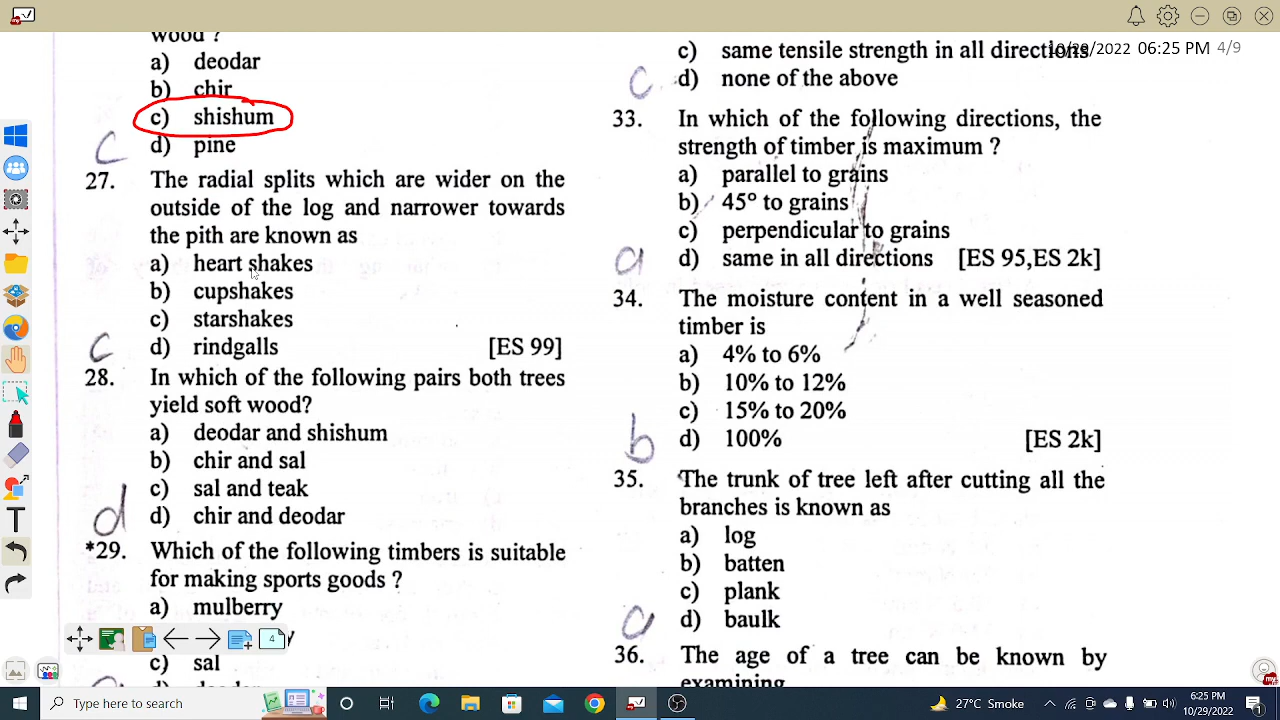 10/29/2022 06:25 PM 4/9
wood ?
a) deodar
b) chir
c) shishum
d) pine
C
27. The radial splits which are wider on the
outside of the log and narrower towards
the pith are known as
a) heart shakes
b) cupshakes
c) starshakes
d) rindgalls [ES 99]
C
28. In which of the following pairs both trees
yield soft wood?
a) deodar and shishum
b) chir and sal
c) sal and teak
d) chir and deodar
d
*29. Which of the following timbers is suitable
for making sports goods ?
a) mulberry
c) sal
c) same tensile strength in all directions
d) none of the above
C
33. In which of the following directions, the
strength of timber is maximum ?
a) parallel to grains
b) 45° to grains
c) perpendicular to grains
d) same in all directions [ES 95,ES 2k]
a
34. The moisture content in a well seasoned
timber is
a) 4% to 6%
b) 10% to 12%
c) 15% to 20%
d) 100% [ES 2k]
b
35. The trunk of tree left after cutting all the
branches is known as
a) log
b) batten
c) plank
d) baulk
a
36. The age of a tree can be known by
examining
4
Type here to search
27°C Smoke
6:25 PM
10/29/2022